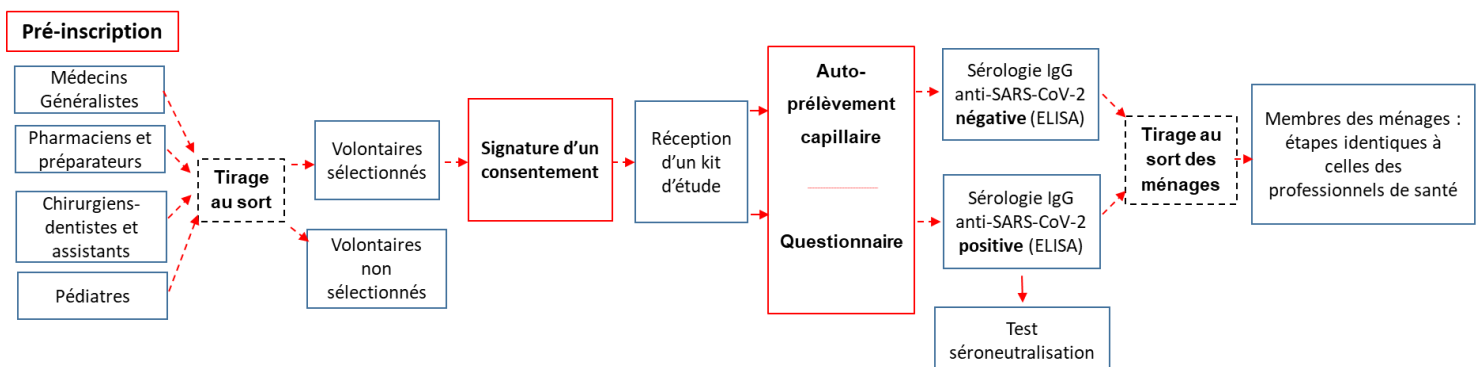 Pré-inscription
Médecins
Généralistes
Pharmaciens et
préparateurs
Chirurgiens-
dentistes et
assistants
Pédiatres
Tirage
au sort
Volontaires
sélectionnés
Volontaires
non
sélectionnés
Signature d'un
consentement
Réception
d'un kit
d'étude
Auto-
prélèvement
capillaire
Questionnaire
Sérologie IgG
anti-SARS-CoV-2
négative (ELISA)
Sérologie IgG
anti-SARS-CoV-2
positive (ELISA)
Test
séroneutralisation
Tirage au
sort des
ménages
Membres des ménages :
étapes identiques à
celles des
professionnels de santé